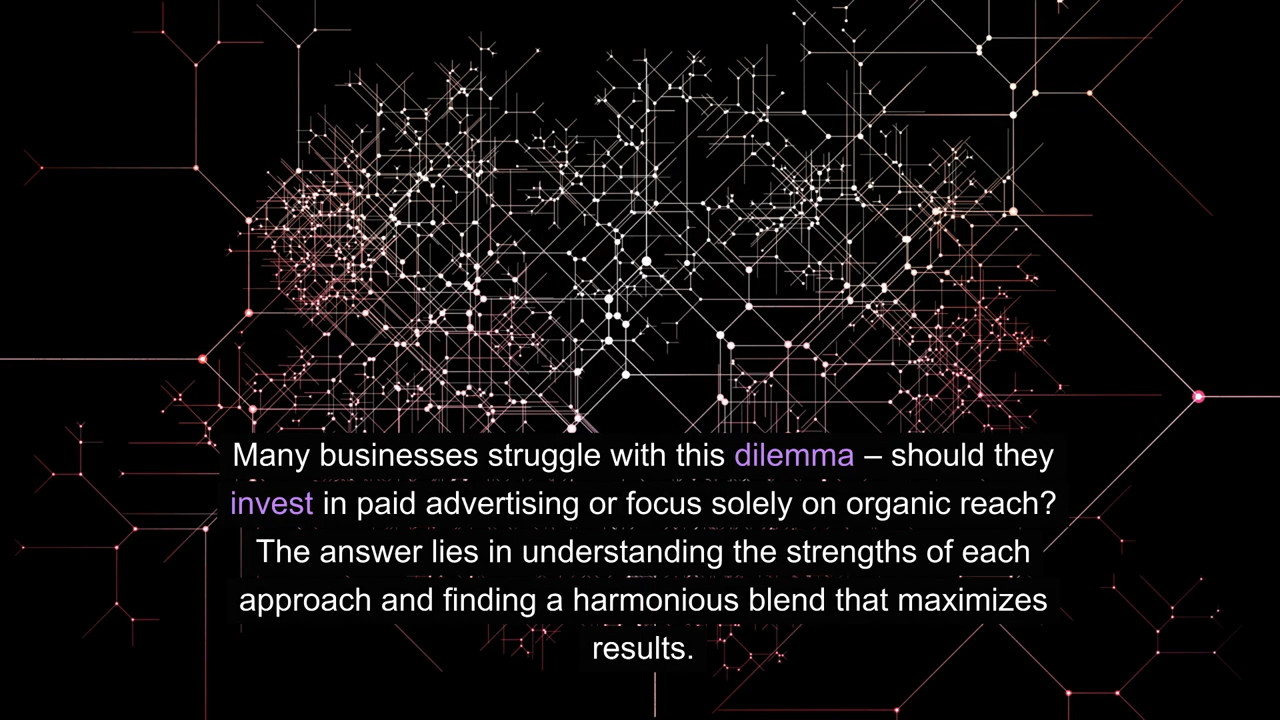 Many businesses struggle with this dilemma – should they
invest in paid advertising or focus solely on organic reach?
The answer lies in understanding the strengths of each
approach and finding a harmonious blend that maximizes
results.